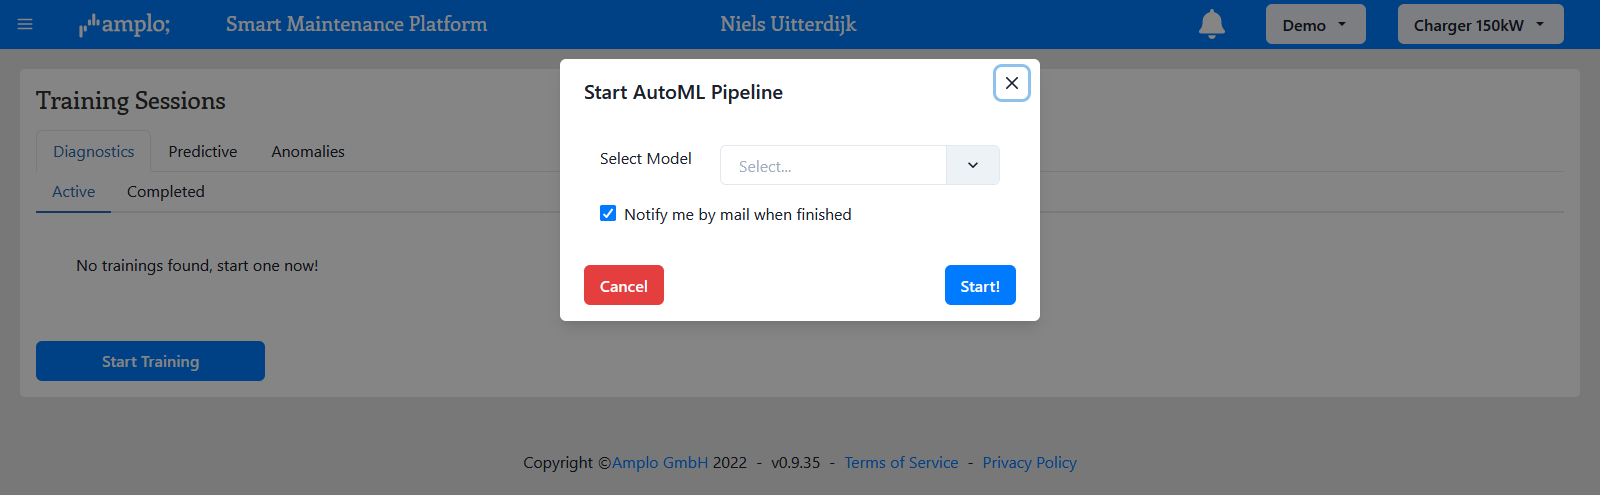 amplo; Smart Maintenance Platform Niels Uitterdijk Demo Charger 150kW
Start AutoML Pipeline
Training Sessions
Diagnostics Predictive Anomalies
Select Model Select...
Active Completed
Notify me by mail when finished
No trainings found, start one now!
Cancel Start!
Start Training
Copyright ©Amplo GmbH 2022 - v0.9.35 - Terms of Service - Privacy Policy